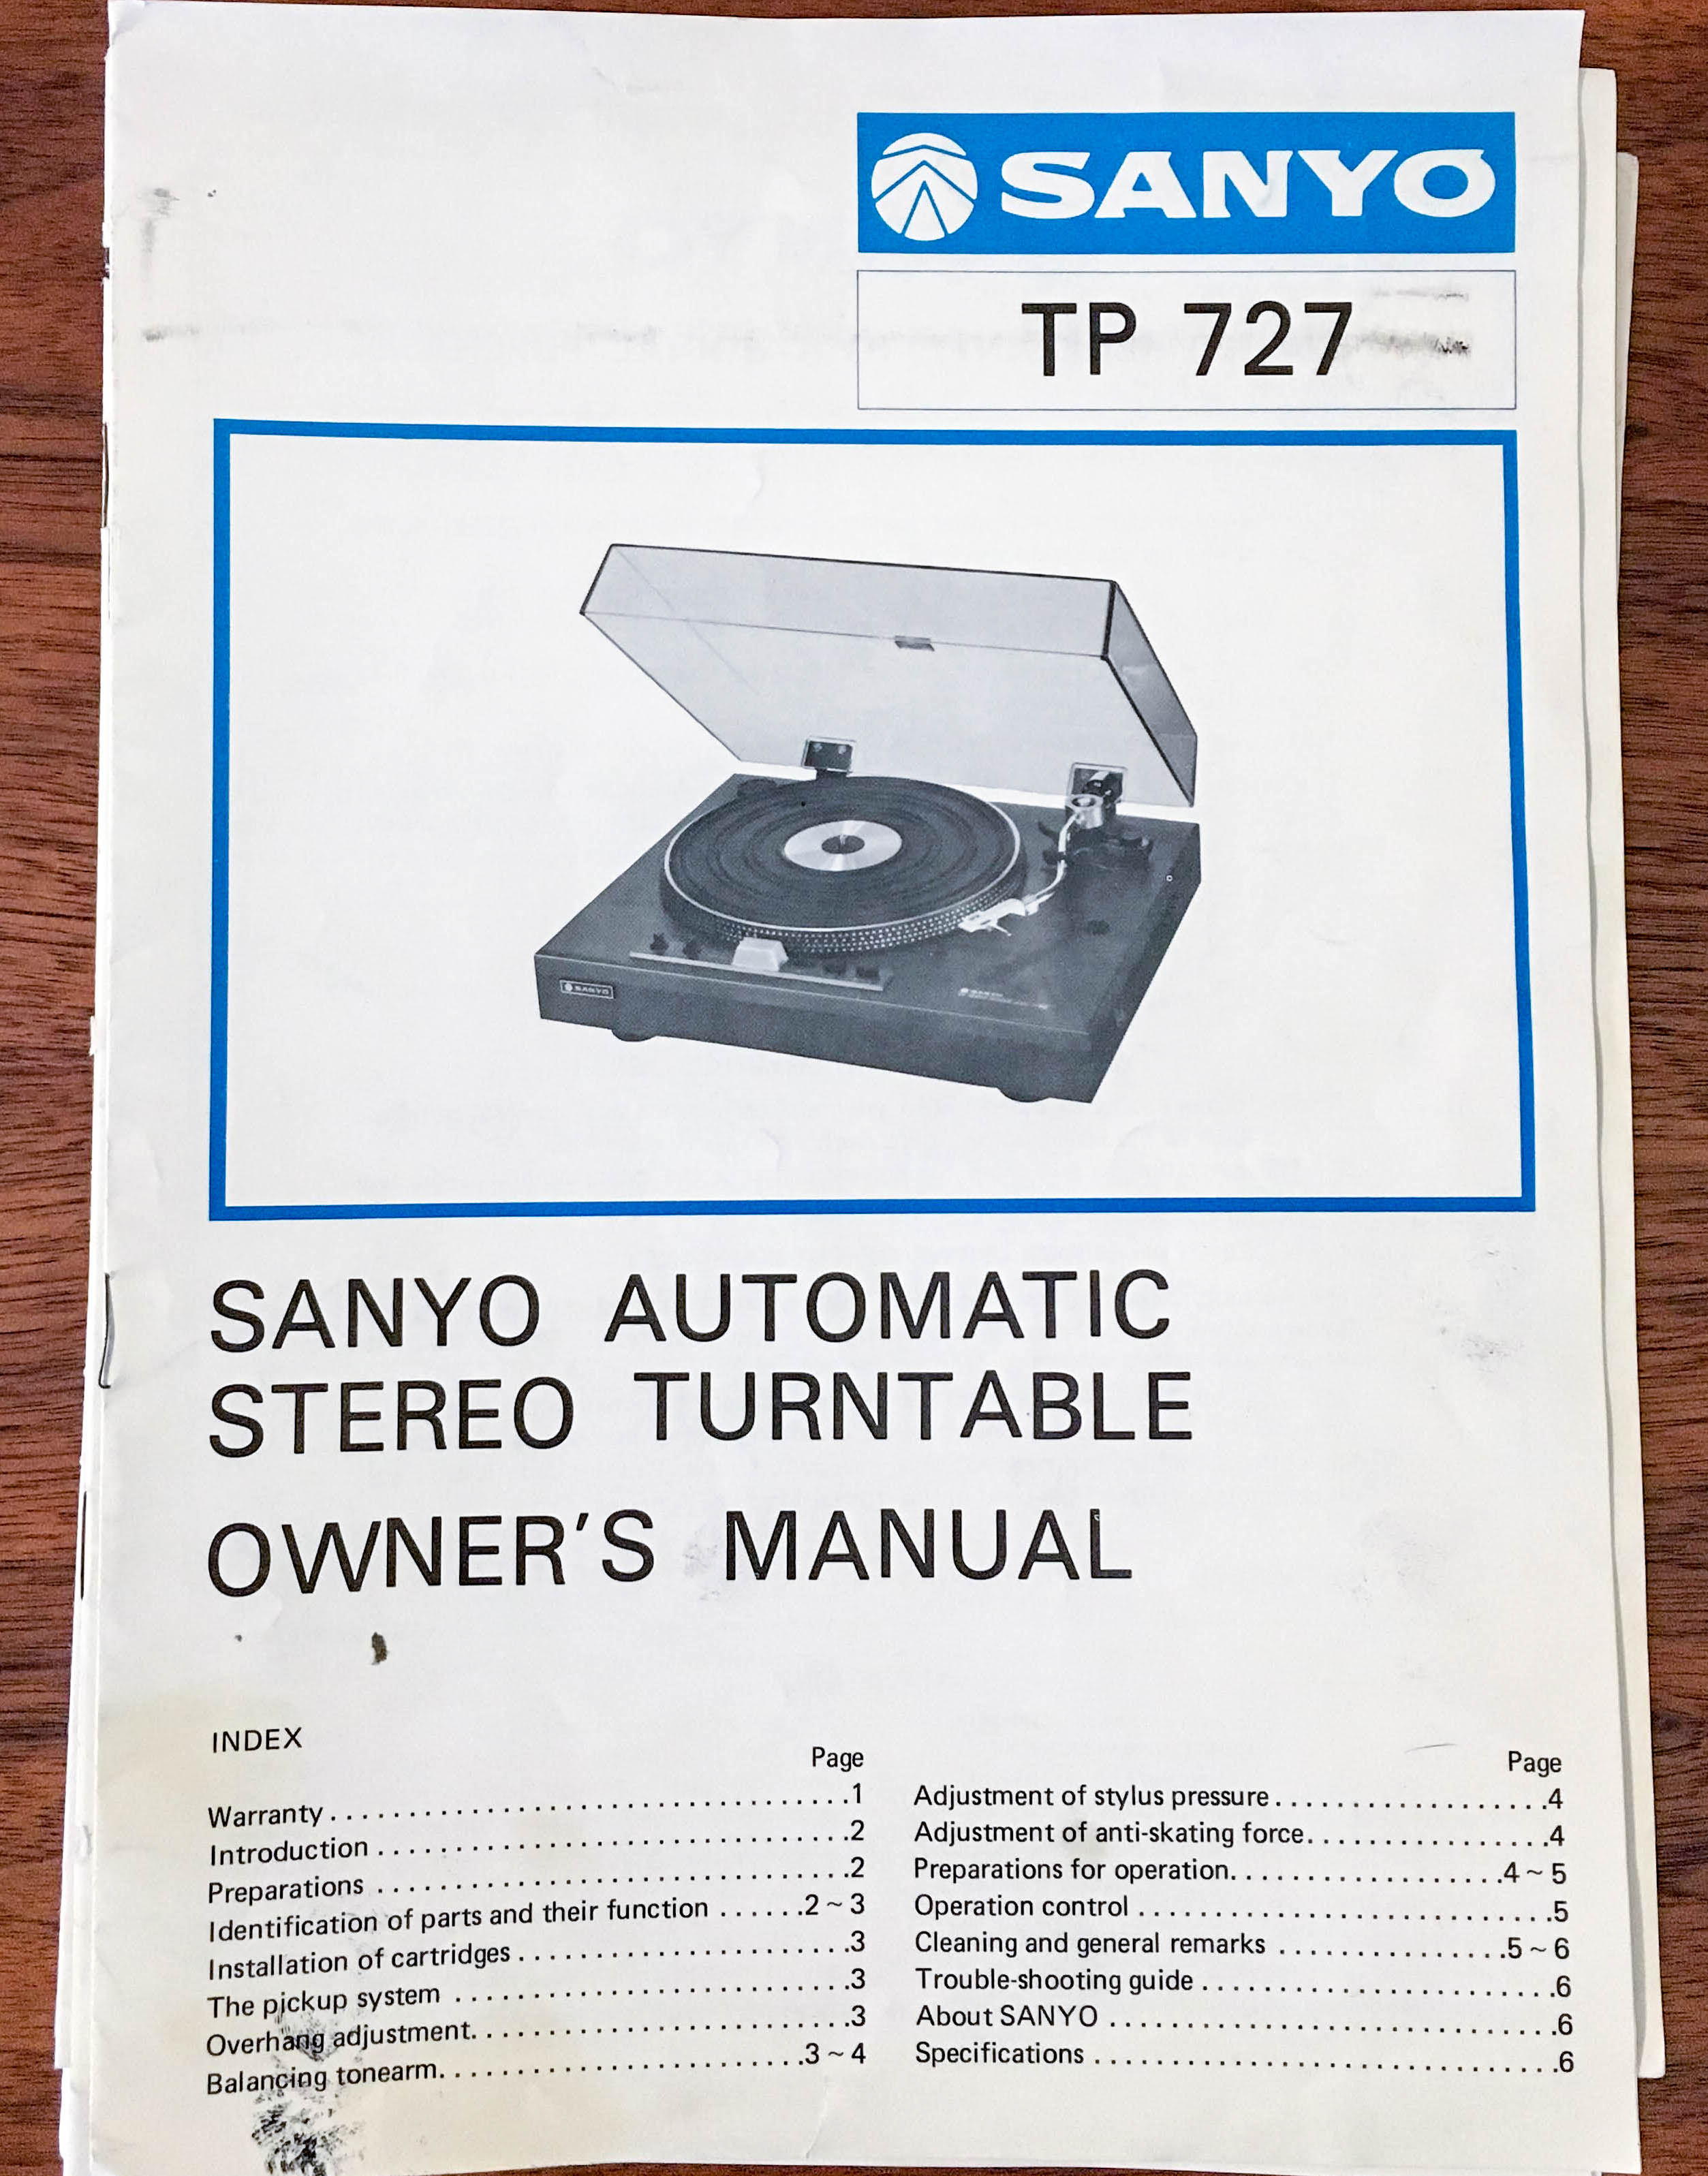 SANYO
TP 727
SANYO
SANYO
SANYO AUTOMATIC
STEREO TURNTABLE
OWNER'S MANUAL
INDEX
Page
Warranty..................................1
Introduction...............................2
Preparations...............................2
Identification of parts and their function......2~3
Installation of cartridges......................3
The pickup system..........................3
Overhang adjustment.........................3
Balancing tonearm........................3~4
Page
Adjustment of stylus pressure..................4
Adjustment of anti-skating force................4
Preparations for operation..................4~5
Operation control...........................5
Cleaning and general remarks...............5~6
Trouble-shooting guide.......................6
About SANYO.............................6
Specifications..............................6